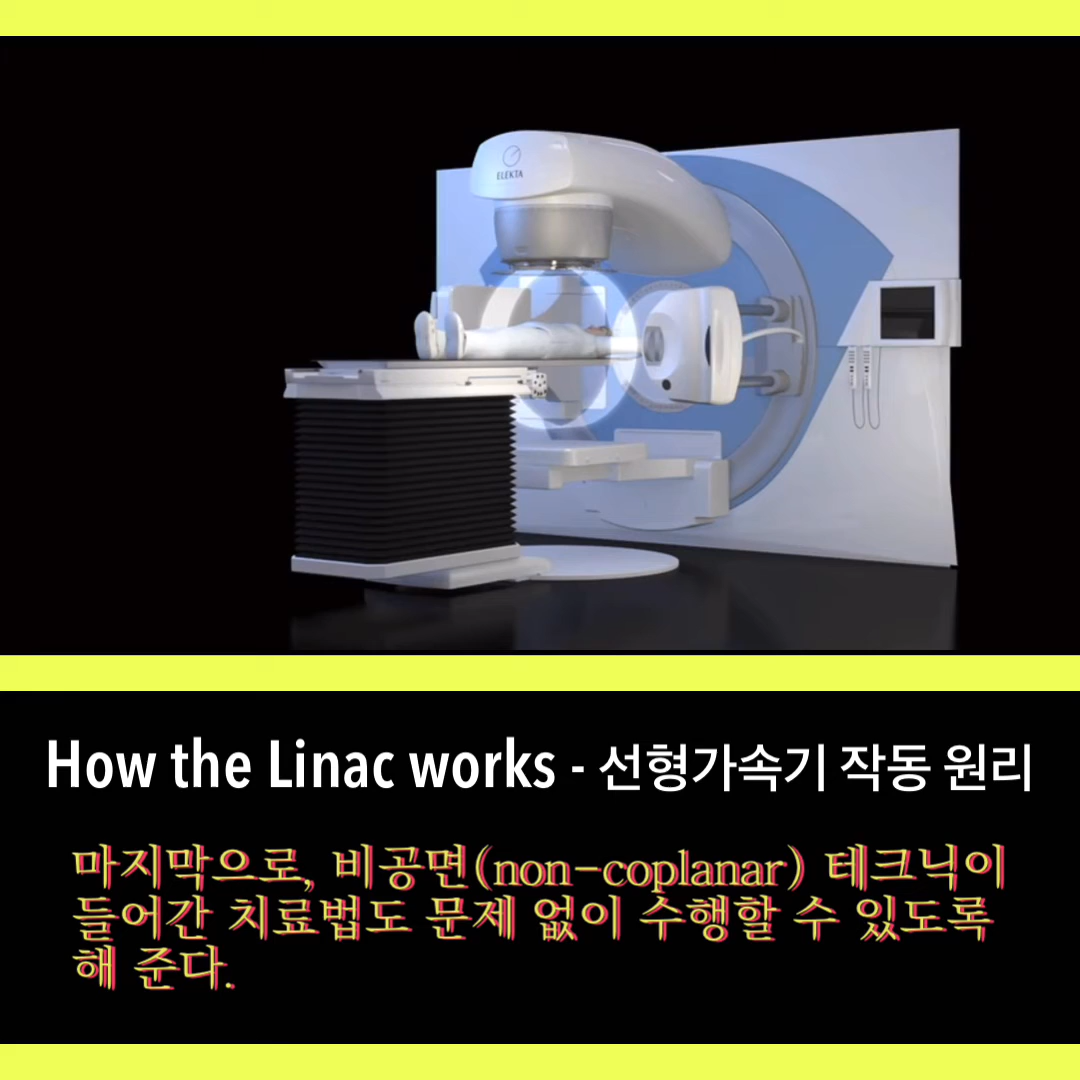 ELEKTA
How the Linac works - 선형가속기 작동 원리
마지막으로, 비공면(non-coplanar) 테크닉이
들어간 치료법도 문제 없이 수행할 수 있도록
해 준다.